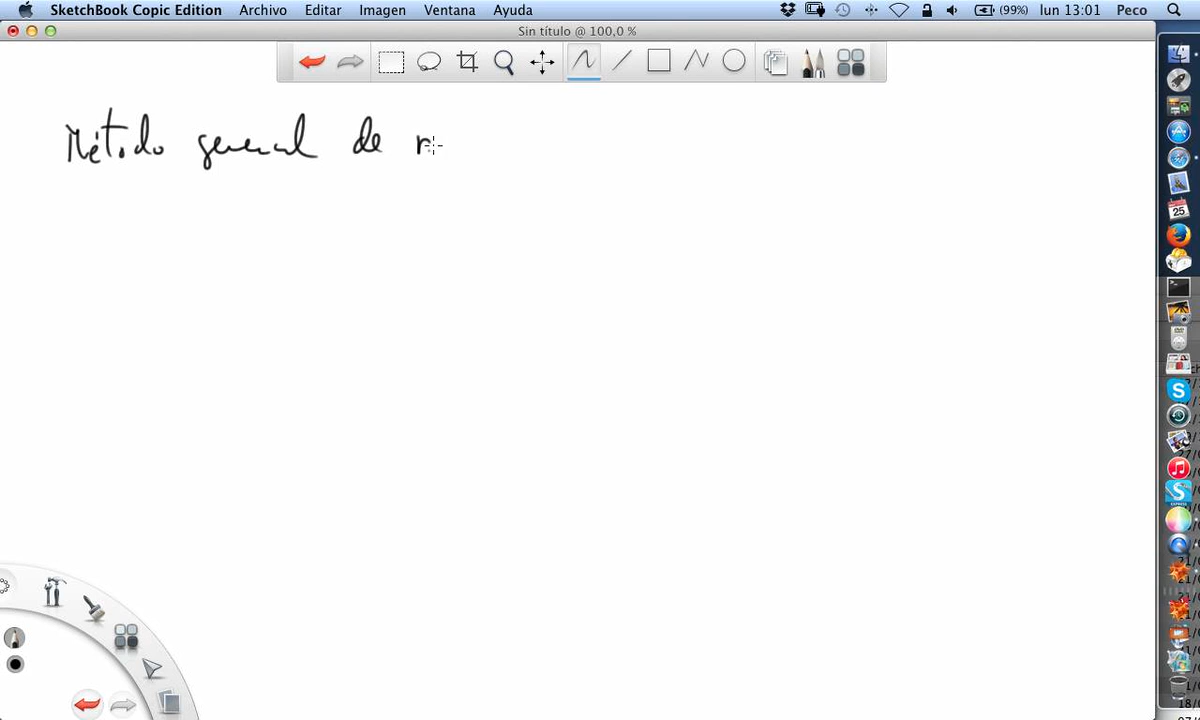 SketchBook Copic Edition Archivo Editar Imagen Ventana Ayuda (99%) lun 13:01 Peco
Sin título @ 100,0 %
Método general de r
25